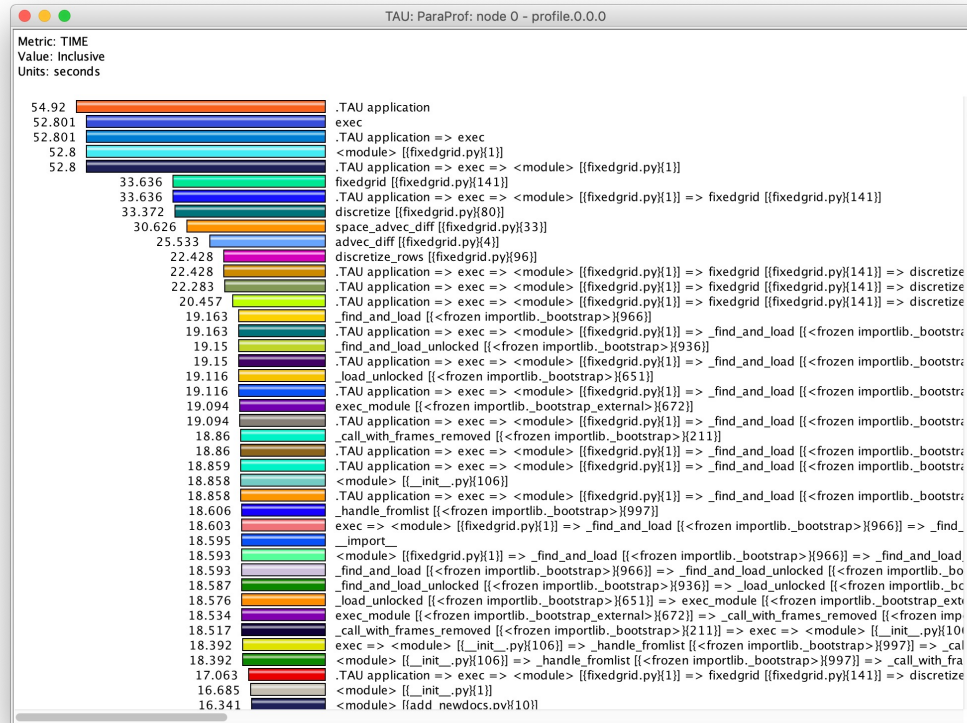 TAU: ParaProf: node 0 - profile.0.0.0
Metric: TIME
Value: Inclusive
Units: seconds
54.92 .TAU application
52.801 exec
52.801 .TAU application => exec
52.8 <module> [{fixedgrid.py}{1}]
52.8 .TAU application => exec => <module> [{fixedgrid.py}{1}]
33.636 fixedgrid [{fixedgrid.py}{141}]
33.636 .TAU application => exec => <module> [{fixedgrid.py}{1}] => fixedgrid [{fixedgrid.py}{141}]
33.372 discretize [{fixedgrid.py}{80}]
30.626 space_advec_diff [{fixedgrid.py}{33}]
25.533 advec_diff [{fixedgrid.py}{4}]
22.428 discretize_rows [{fixedgrid.py}{96}]
22.428 .TAU application => exec => <module> [{fixedgrid.py}{1}] => fixedgrid [{fixedgrid.py}{141}] => discretize
22.283 .TAU application => exec => <module> [{fixedgrid.py}{1}] => fixedgrid [{fixedgrid.py}{141}] => discretize
20.457 .TAU application => exec => <module> [{fixedgrid.py}{1}] => fixedgrid [{fixedgrid.py}{141}] => discretize
19.163 _find_and_load [{<frozen importlib._bootstrap>}{966}]
19.163 .TAU application => exec => <module> [{fixedgrid.py}{1}] => _find_and_load [{<frozen importlib._bootstra
19.15 _find_and_load_unlocked [{<frozen importlib._bootstrap>}{936}]
19.15 .TAU application => exec => <module> [{fixedgrid.py}{1}] => _find_and_load [{<frozen importlib._bootstra
19.116 _load_unlocked [{<frozen importlib._bootstrap>}{651}]
19.116 .TAU application => exec => <module> [{fixedgrid.py}{1}] => _find_and_load [{<frozen importlib._bootstra
19.094 exec_module [{<frozen importlib._bootstrap_external>}{672}]
19.094 .TAU application => exec => <module> [{fixedgrid.py}{1}] => _find_and_load [{<frozen importlib._bootstra
18.86 _call_with_frames_removed [{<frozen importlib._bootstrap>}{211}]
18.86 .TAU application => exec => <module> [{fixedgrid.py}{1}] => _find_and_load [{<frozen importlib._bootstra
18.859 .TAU application => exec => <module> [{fixedgrid.py}{1}] => _find_and_load [{<frozen importlib._bootstra
18.858 <module> [{__init__.py}{106}]
18.858 .TAU application => exec => <module> [{fixedgrid.py}{1}] => _find_and_load [{<frozen importlib._bootstra
18.606 _handle_fromlist [{<frozen importlib._bootstrap>}{997}]
18.603 exec => <module> [{fixedgrid.py}{1}] => _find_and_load [{<frozen importlib._bootstrap>}{966}] => _find_
18.595 __import__
18.593 <module> [{fixedgrid.py}{1}] => _find_and_load [{<frozen importlib._bootstrap>}{966}] => _find_and_load_
18.593 _find_and_load [{<frozen importlib._bootstrap>}{966}] => _find_and_load_unlocked [{<frozen importlib._bo
18.587 _find_and_load_unlocked [{<frozen importlib._bootstrap>}{936}] => _load_unlocked [{<frozen importlib._bo
18.576 _load_unlocked [{<frozen importlib._bootstrap>}{651}] => exec_module [{<frozen importlib._bootstrap_exte
18.534 exec_module [{<frozen importlib._bootstrap_external>}{672}] => _call_with_frames_removed [{<frozen imp
18.517 _call_with_frames_removed [{<frozen importlib._bootstrap>}{211}] => exec => <module> [{__init__.py}{106
18.392 exec => <module> [{__init__.py}{106}] => _handle_fromlist [{<frozen importlib._bootstrap>}{997}] => _cal
18.392 <module> [{__init__.py}{106}] => _handle_fromlist [{<frozen importlib._bootstrap>}{997}] => _call_with_fra
17.063 .TAU application => exec => <module> [{fixedgrid.py}{1}] => fixedgrid [{fixedgrid.py}{141}] => discretize
16.685 <module> [{__init__.py}{1}]
16.341 <module> [{add_newdocs.py}{10}]